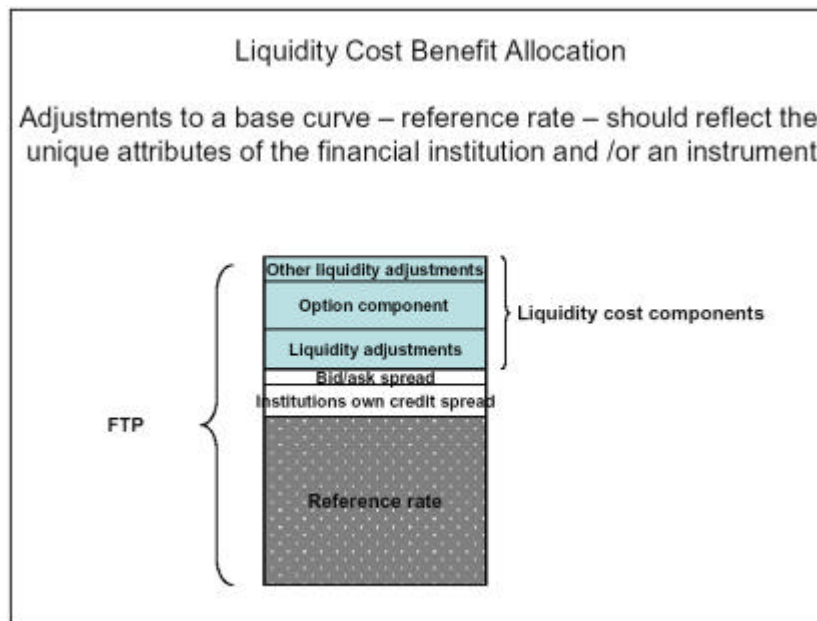 Liquidity Cost Benefit Allocation
Adjustments to a base curve – reference rate – should reflect the
unique attributes of the financial institution and /or an instrument
Other liquidity adjustments
Option component
Liquidity cost components
Liquidity adjustments
Bid/ask spread
Institutions own credit spread
FTP
Reference rate